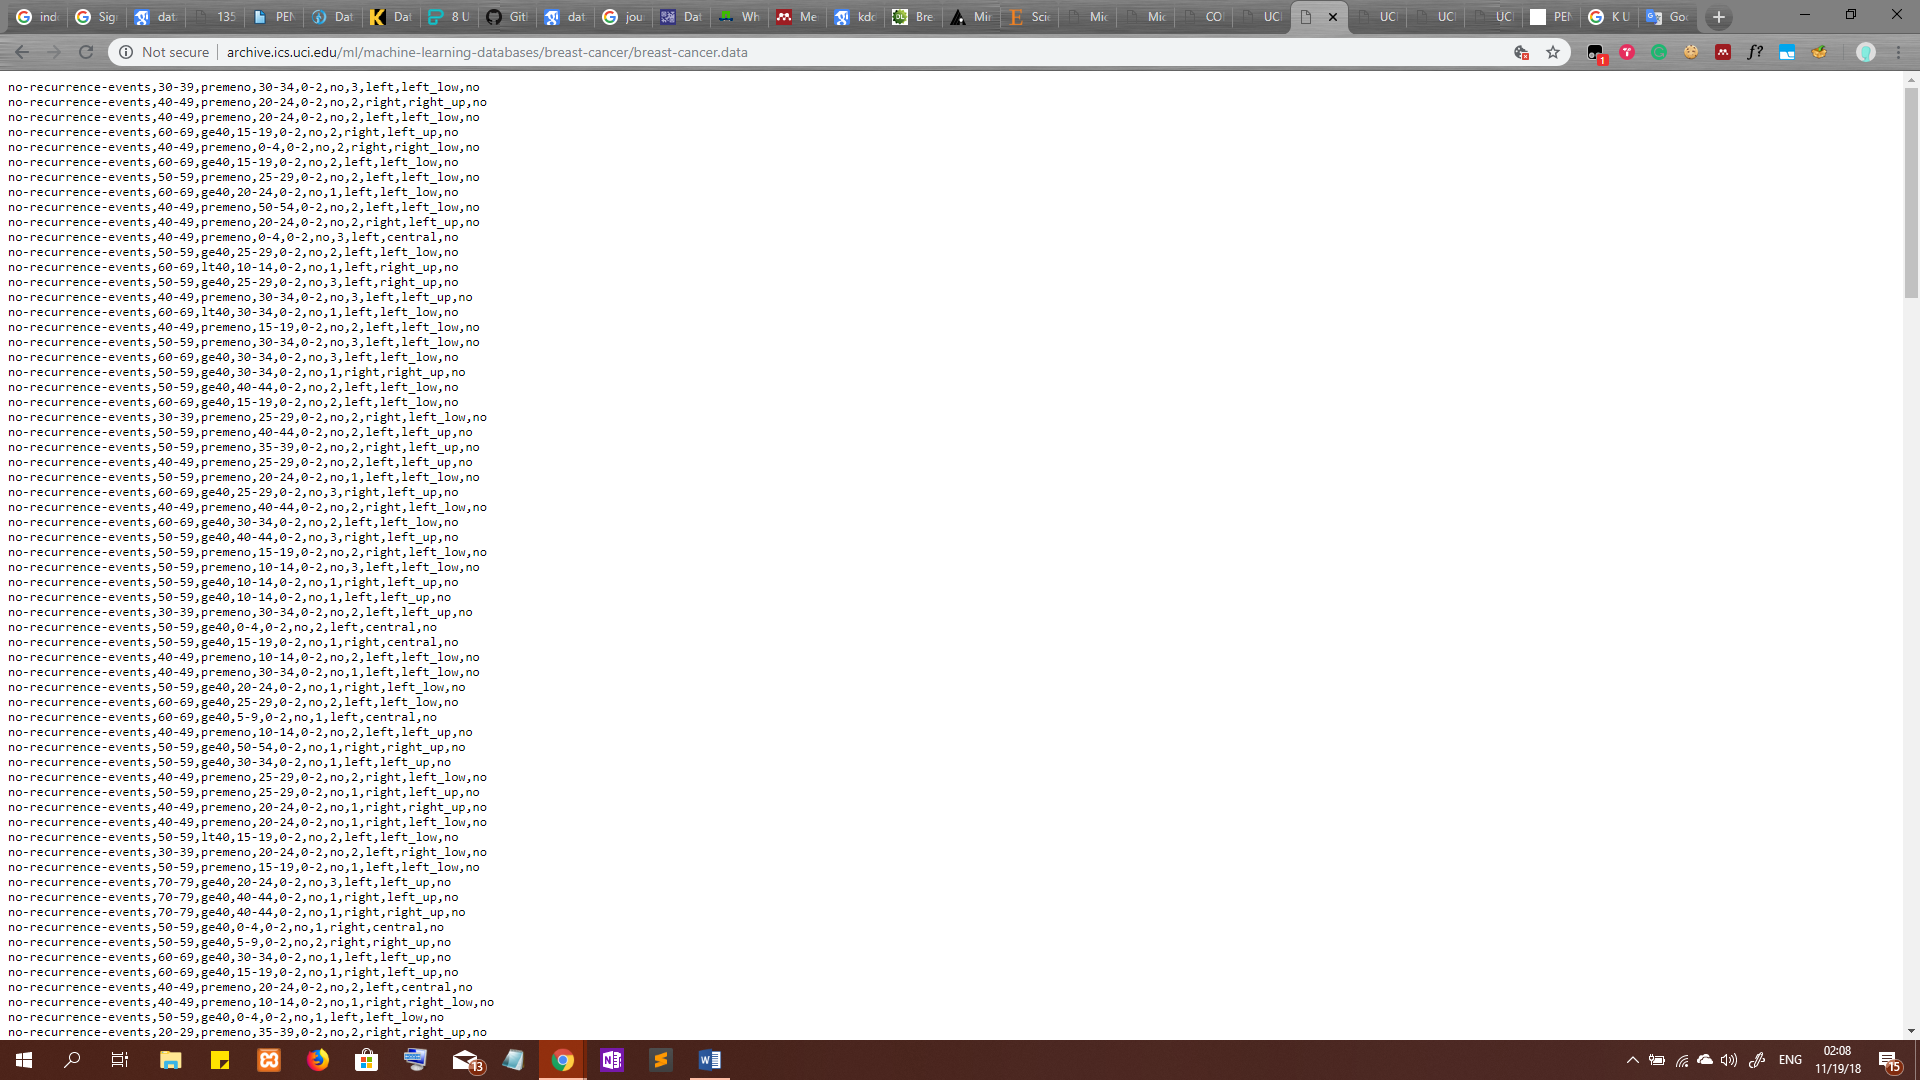 indi
Sign
data
135
PEN
Dat
Dat
8 U
Gitl
dat
jou
Dat
Wh
Me
kdc
Bre
Mir
Scie
Mic
Mic
CO
UCI
UCI
UCI
UCI
PEN
K U
Goo
Not secure archive.ics.uci.edu/ml/machine-learning-databases/breast-cancer/breast-cancer.data
1
no-recurrence-events,30-39,premeno,30-34,0-2,no,3,left,left_low,no
no-recurrence-events,40-49,premeno,20-24,0-2,no,2,right,right_up,no
no-recurrence-events,40-49,premeno,20-24,0-2,no,2,left,left_low,no
no-recurrence-events,60-69,ge40,15-19,0-2,no,2,right,left_up,no
no-recurrence-events,40-49,premeno,0-4,0-2,no,2,right,right_low,no
no-recurrence-events,60-69,ge40,15-19,0-2,no,2,left,left_low,no
no-recurrence-events,50-59,premeno,25-29,0-2,no,2,left,left_low,no
no-recurrence-events,60-69,ge40,20-24,0-2,no,1,left,left_low,no
no-recurrence-events,40-49,premeno,50-54,0-2,no,2,left,left_low,no
no-recurrence-events,40-49,premeno,20-24,0-2,no,2,right,left_up,no
no-recurrence-events,40-49,premeno,0-4,0-2,no,3,left,central,no
no-recurrence-events,50-59,ge40,25-29,0-2,no,2,left,left_low,no
no-recurrence-events,60-69,lt40,10-14,0-2,no,1,left,right_up,no
no-recurrence-events,50-59,ge40,25-29,0-2,no,3,left,right_up,no
no-recurrence-events,40-49,premeno,30-34,0-2,no,3,left,left_up,no
no-recurrence-events,60-69,lt40,30-34,0-2,no,1,left,left_low,no
no-recurrence-events,40-49,premeno,15-19,0-2,no,2,left,left_low,no
no-recurrence-events,50-59,premeno,30-34,0-2,no,3,left,left_low,no
no-recurrence-events,60-69,ge40,30-34,0-2,no,3,left,left_low,no
no-recurrence-events,50-59,ge40,30-34,0-2,no,1,right,right_up,no
no-recurrence-events,50-59,ge40,40-44,0-2,no,2,left,left_low,no
no-recurrence-events,60-69,ge40,15-19,0-2,no,2,left,left_low,no
no-recurrence-events,30-39,premeno,25-29,0-2,no,2,right,left_low,no
no-recurrence-events,50-59,premeno,40-44,0-2,no,2,left,left_up,no
no-recurrence-events,50-59,premeno,35-39,0-2,no,2,right,left_up,no
no-recurrence-events,40-49,premeno,25-29,0-2,no,2,left,left_up,no
no-recurrence-events,50-59,premeno,20-24,0-2,no,1,left,left_low,no
no-recurrence-events,60-69,ge40,25-29,0-2,no,3,right,left_up,no
no-recurrence-events,40-49,premeno,40-44,0-2,no,2,right,left_low,no
no-recurrence-events,60-69,ge40,30-34,0-2,no,2,left,left_low,no
no-recurrence-events,50-59,ge40,40-44,0-2,no,3,right,left_up,no
no-recurrence-events,50-59,premeno,15-19,0-2,no,2,right,left_low,no
no-recurrence-events,50-59,premeno,10-14,0-2,no,3,left,left_low,no
no-recurrence-events,50-59,ge40,10-14,0-2,no,1,right,left_up,no
no-recurrence-events,50-59,ge40,10-14,0-2,no,1,left,left_up,no
no-recurrence-events,30-39,premeno,30-34,0-2,no,2,left,left_up,no
no-recurrence-events,50-59,ge40,0-4,0-2,no,2,left,central,no
no-recurrence-events,50-59,ge40,15-19,0-2,no,1,right,central,no
no-recurrence-events,40-49,premeno,10-14,0-2,no,2,left,left_low,no
no-recurrence-events,40-49,premeno,30-34,0-2,no,1,left,left_low,no
no-recurrence-events,50-59,ge40,20-24,0-2,no,1,right,left_low,no
no-recurrence-events,60-69,ge40,25-29,0-2,no,2,left,left_low,no
no-recurrence-events,60-69,ge40,5-9,0-2,no,1,left,central,no
no-recurrence-events,40-49,premeno,10-14,0-2,no,2,left,left_up,no
no-recurrence-events,50-59,ge40,50-54,0-2,no,1,right,right_up,no
no-recurrence-events,50-59,ge40,30-34,0-2,no,1,left,left_up,no
no-recurrence-events,40-49,premeno,25-29,0-2,no,2,right,left_low,no
no-recurrence-events,50-59,premeno,25-29,0-2,no,1,right,left_up,no
no-recurrence-events,40-49,premeno,20-24,0-2,no,1,right,right_up,no
no-recurrence-events,40-49,premeno,20-24,0-2,no,1,right,left_low,no
no-recurrence-events,50-59,lt40,15-19,0-2,no,2,left,left_low,no
no-recurrence-events,30-39,premeno,20-24,0-2,no,2,left,right_low,no
no-recurrence-events,50-59,premeno,15-19,0-2,no,1,left,left_low,no
no-recurrence-events,70-79,ge40,20-24,0-2,no,3,left,left_up,no
no-recurrence-events,70-79,ge40,40-44,0-2,no,1,right,left_up,no
no-recurrence-events,70-79,ge40,40-44,0-2,no,1,right,right_up,no
no-recurrence-events,50-59,ge40,0-4,0-2,no,1,right,central,no
no-recurrence-events,50-59,ge40,5-9,0-2,no,2,right,right_up,no
no-recurrence-events,60-69,ge40,30-34,0-2,no,1,left,left_up,no
no-recurrence-events,60-69,ge40,15-19,0-2,no,1,right,left_up,no
no-recurrence-events,40-49,premeno,20-24,0-2,no,2,left,central,no
no-recurrence-events,40-49,premeno,10-14,0-2,no,1,right,right_low,no
no-recurrence-events,50-59,ge40,0-4,0-2,no,1,left,left_low,no
no-recurrence-events,20-29,premeno,35-39,0-2,no,2,right,right_up,no
13
ENG
02:08
11/19/18
15